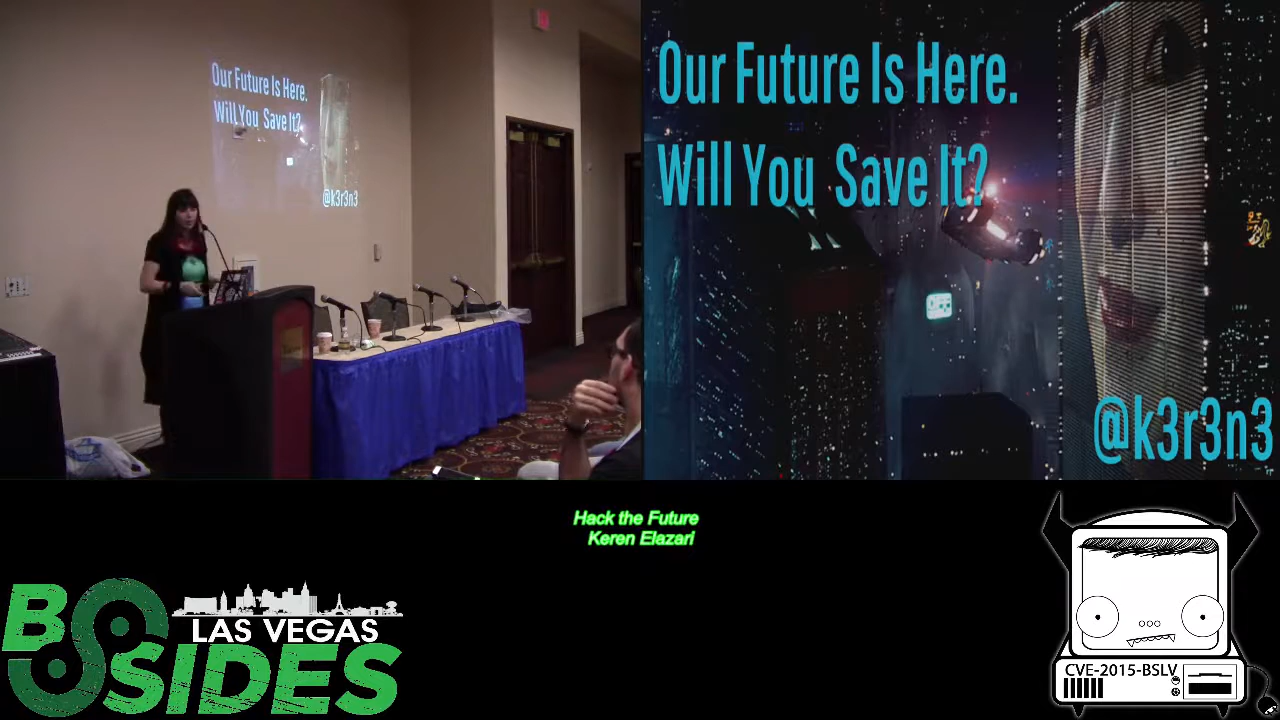 Our Future Is Here.
Will You Save It?
@k3r3n3
Our Future Is Here.
Will You Save It?
@k3r3n3
Hack the Future
Keren Elazari
BSIDES
LAS VEGAS
CVE-2015-BSLV